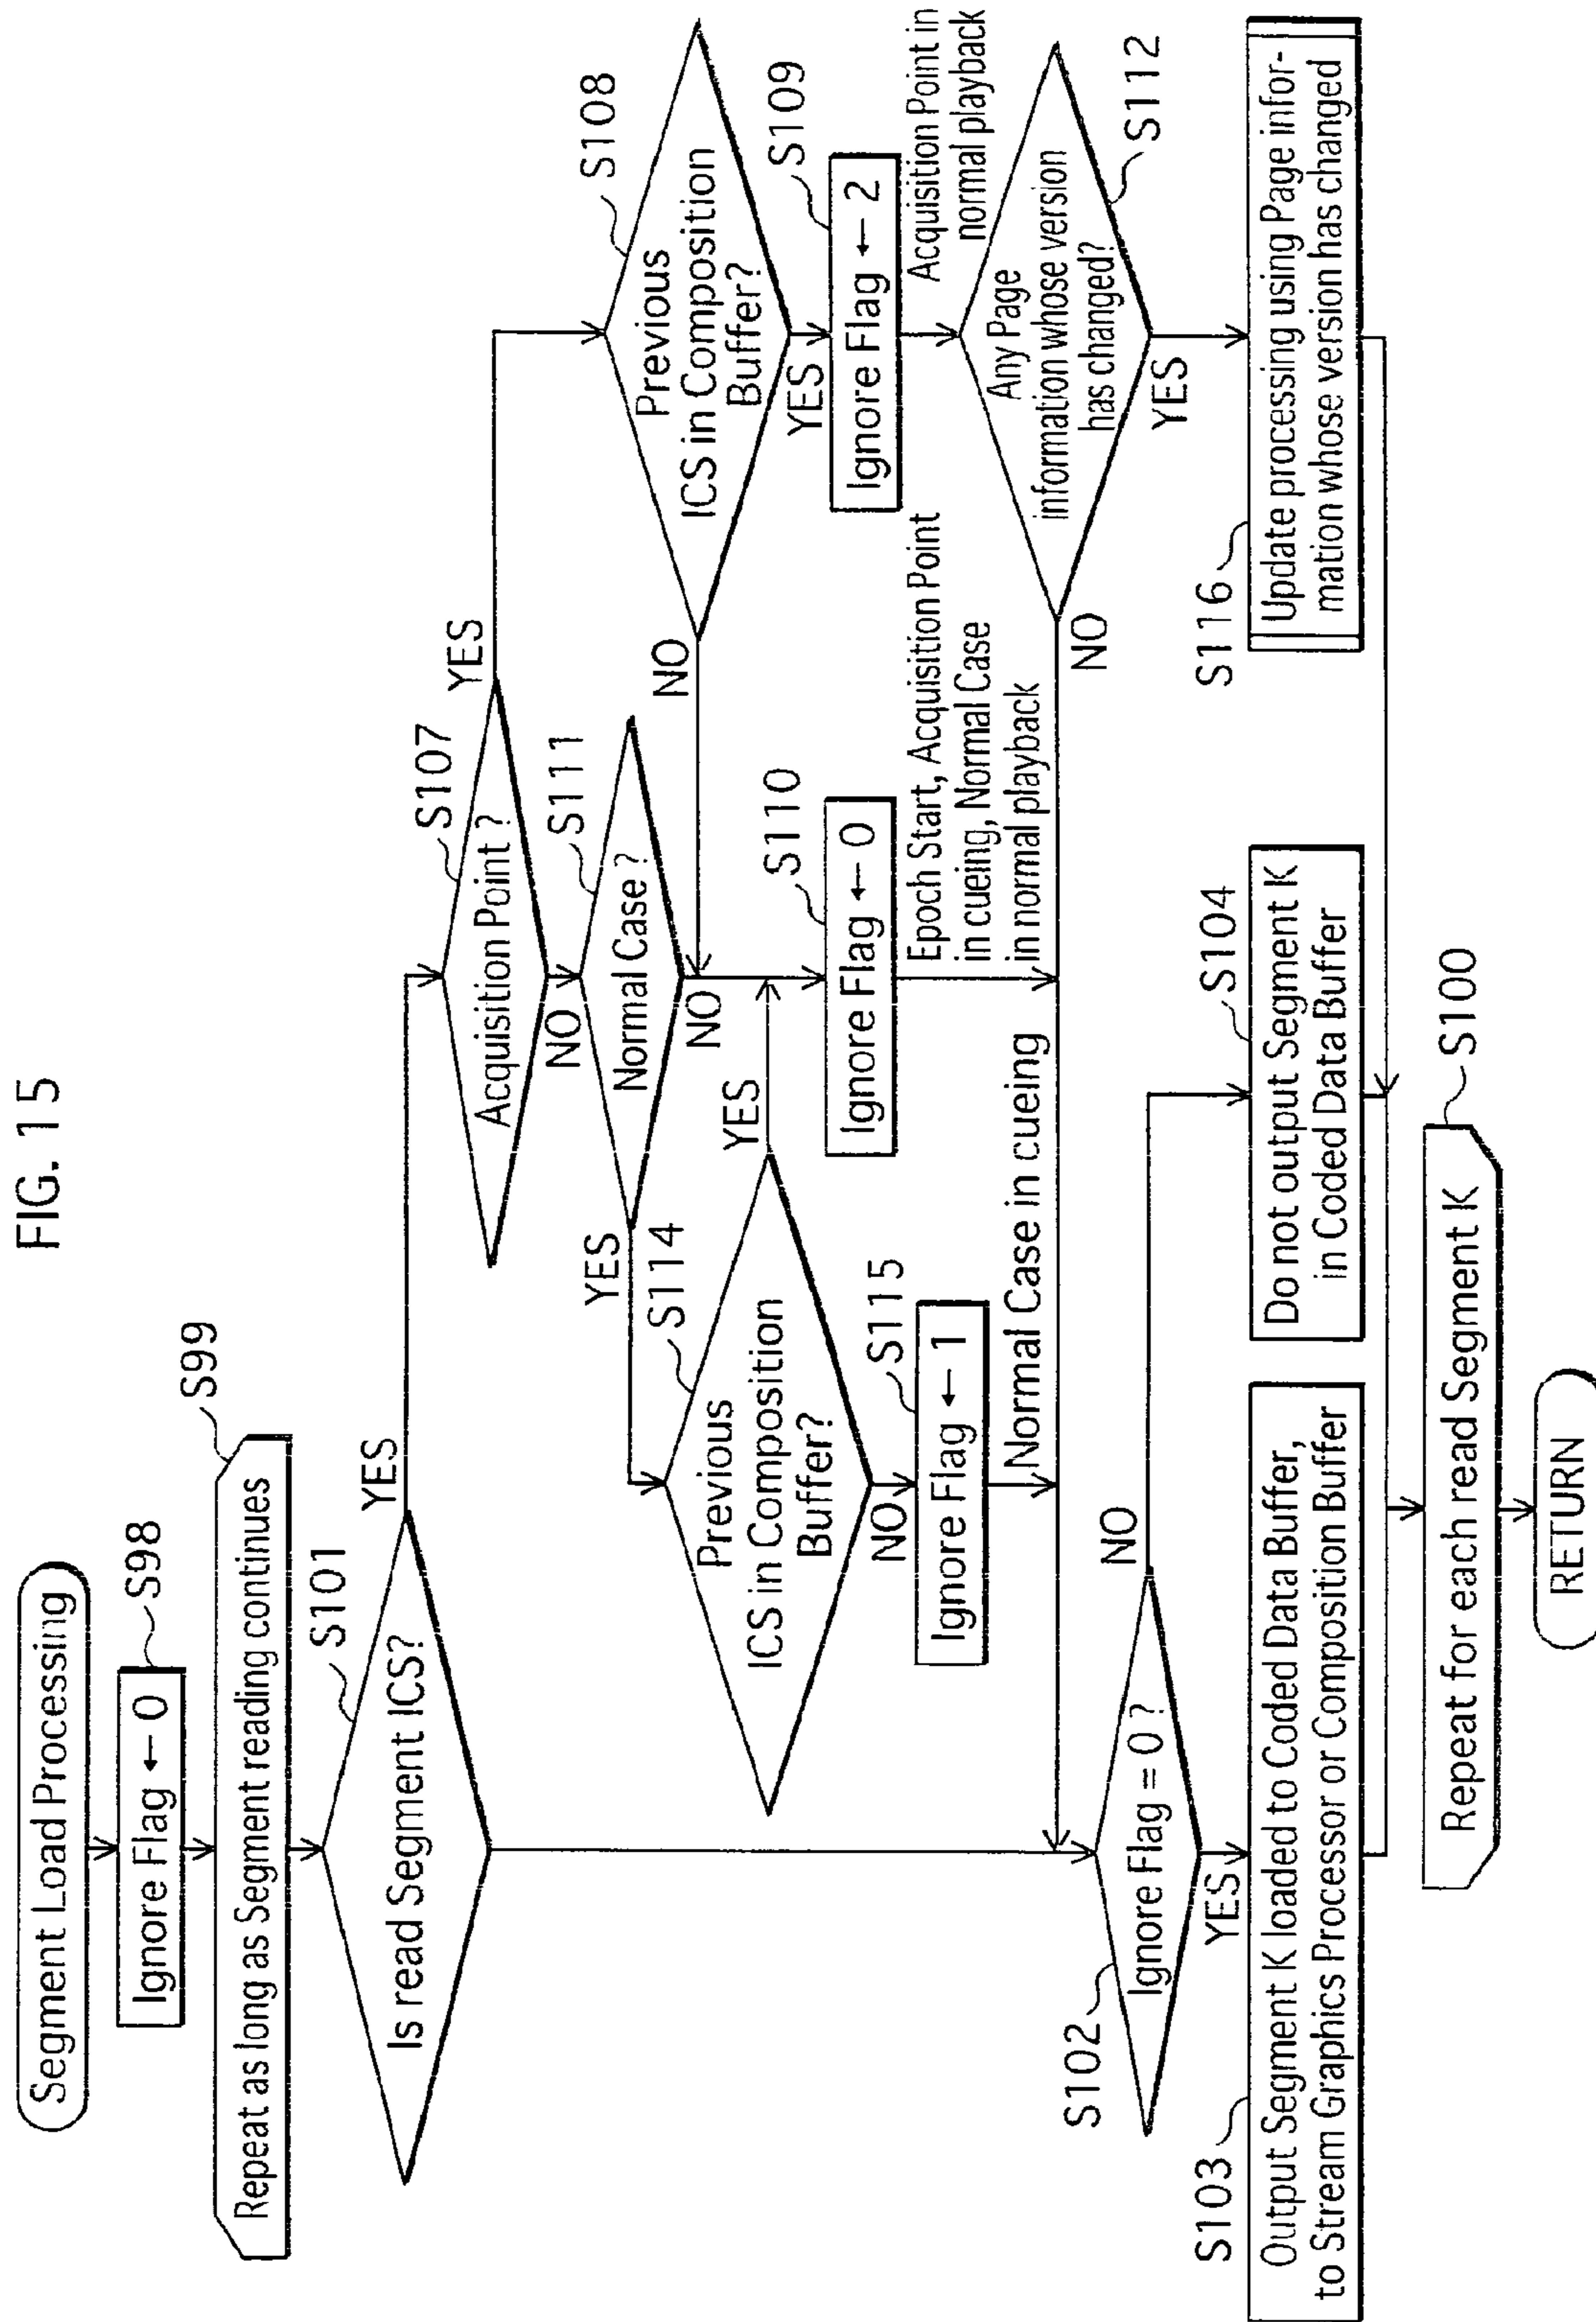 FIG. 15
Segment Load Processing
Ignore Flag ← 0
S98
Repeat as long as Segment reading continues
S99
Is read Segment ICS?
S101
YES
Acquisition Point ?
S107
YES
NO
Normal Case ?
S111
YES
NO
Previous
ICS in Composition
Buffer?
S108
NO
YES
Ignore Flag ← 2
S109
Acquisition Point in
normal playback
Previous
ICS in Composition
Buffer?
S114
YES
NO
Ignore Flag ← 1
S115
Normal Case in cueing
Ignore Flag ← 0
S110
Epoch Start, Acquisition Point
in cueing, Normal Case
in normal playback
Any Page
information whose version
has changed?
S112
NO
YES
Ignore Flag = 0 ?
S102
NO
YES
S103
Output Segment K loaded to Coded Data Buffer,
to Stream Graphics Processor or Composition Buffer
S104
Do not output Segment K
in Coded Data Buffer
S116
Update processing using Page infor-
mation whose version has changed
Repeat for each read Segment K
S100
RETURN